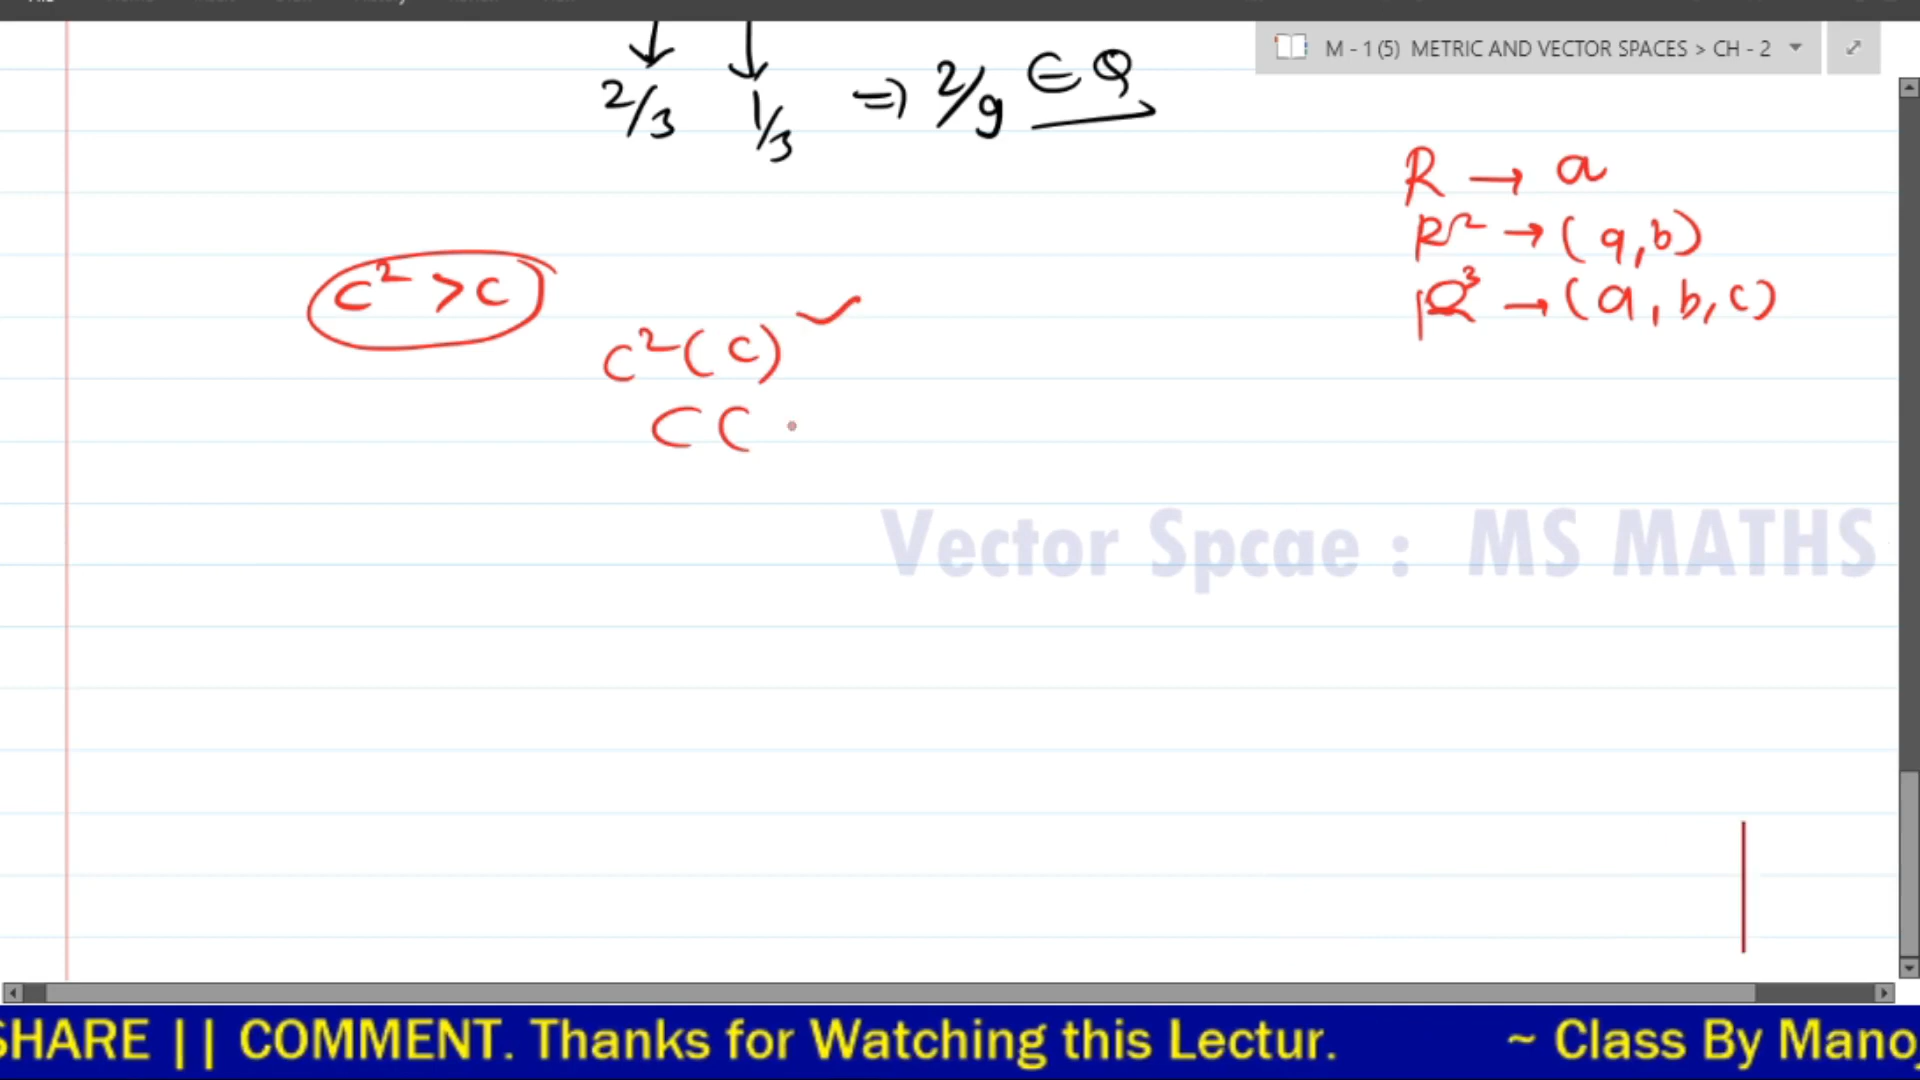 M - 1 (5) METRIC AND VECTOR SPACES > CH - 2
2/3 1/3 => 2/9 ∈ Q
R → a
R² → (a,b)
R³ → (a, b, c)
C² > C
C²(C) ✓
C(
Vector Spcae : MS MATHS
SHARE || COMMENT. Thanks for Watching this Lectur. ~ Class By Mano